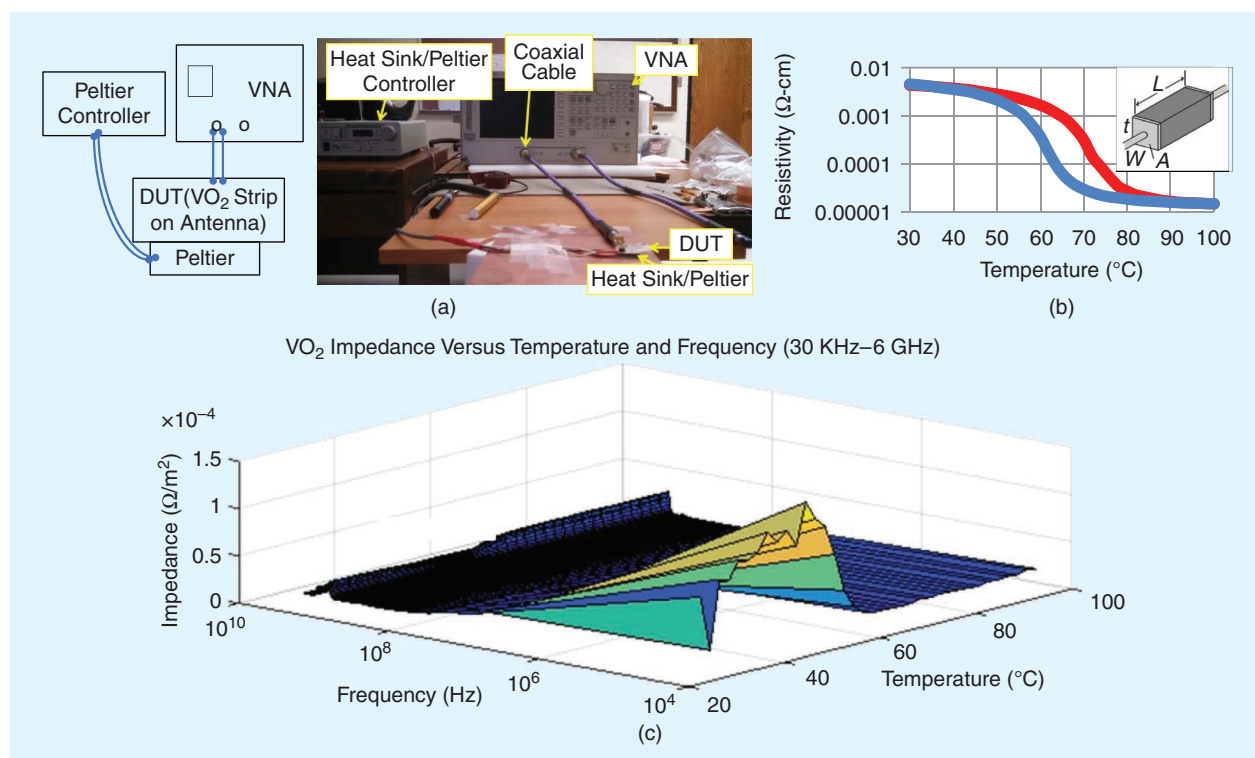 Peltier
Controller
VNA
o o
DUT(VO₂ Strip
on Antenna)
Peltier
Heat Sink/Peltier
Controller
Coaxial
Cable
VNA
DUT
Heat Sink/Peltier
(a)
Resistivity (Ω-cm)
0.01
0.001
0.0001
0.00001
30 40 50 60 70 80 90 100
Temperature (°C)
L
t
W
A
(b)
VO₂ Impedance Versus Temperature and Frequency (30 KHz–6 GHz)
×10⁻⁴
Impedance (Ω/m²)
1.5
1
0.5
0
10¹⁰
10⁸
10⁶
10⁴
Frequency (Hz)
20
40
60
80
100
Temperature (°C)
(c)